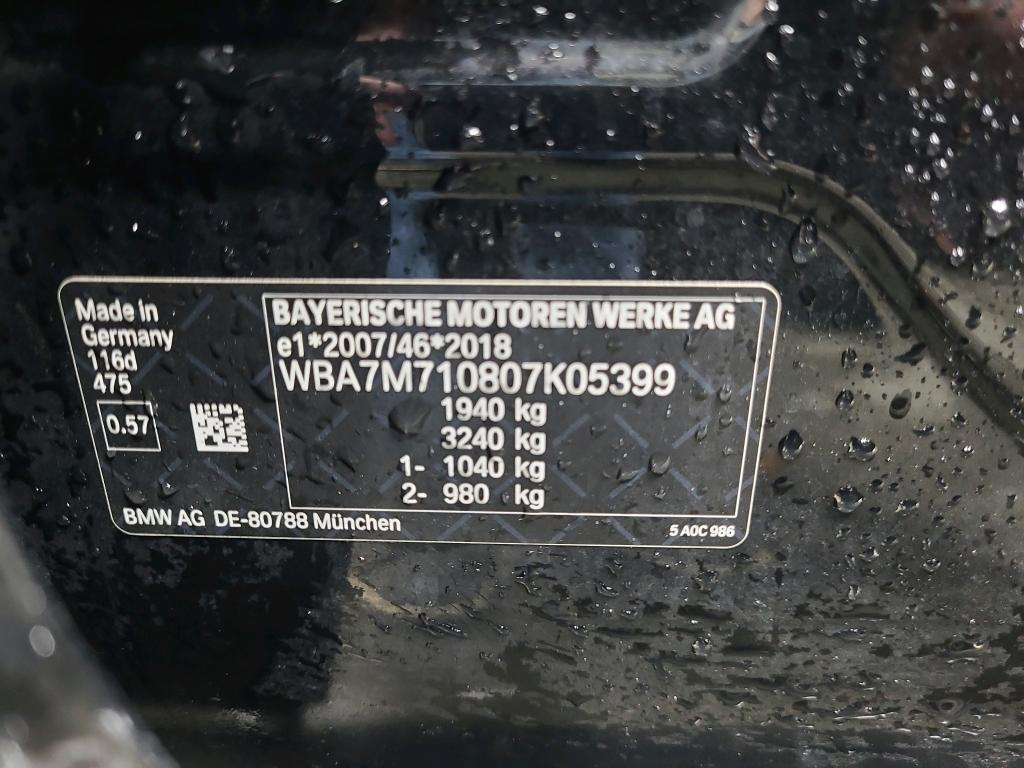 Made in
Germany
116d
475
0.57
BAYERISCHE MOTOREN WERKE AG
e1*2007/46*2018
WBA7M710807K05399
1940 kg
3240 kg
1- 1040 kg
2- 980 kg
BMW AG DE-80788 München
5 A0C 986